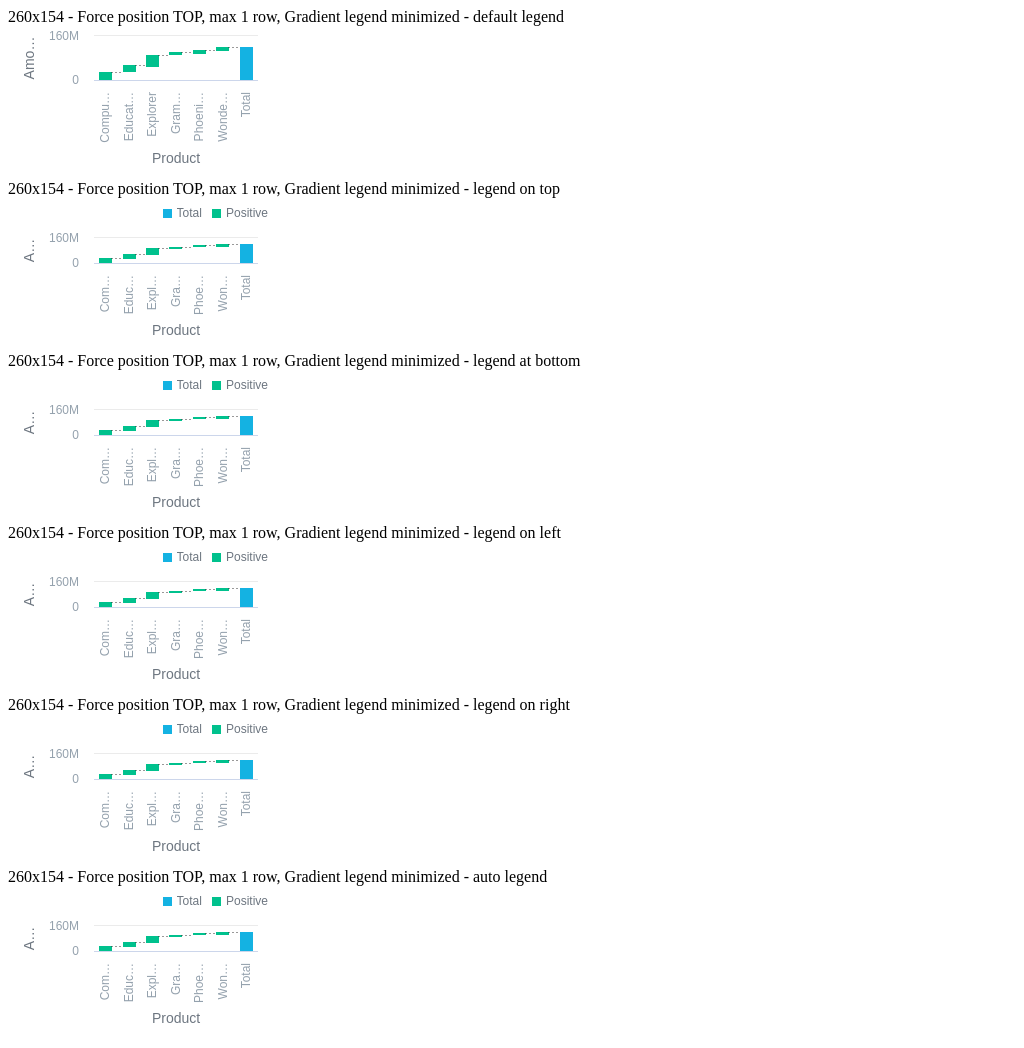 260x154 - Force position TOP, max 1 row, Gradient legend minimized - default legend
160M
0
Amo…
Compu…
Educat…
Explorer
Gram…
Phoeni…
Wonde…
Total
Product
260x154 - Force position TOP, max 1 row, Gradient legend minimized - legend on top
Total Positive
160M
0
A…
Com…
Educ…
Expl…
Gra…
Phoe…
Won…
Total
Product
260x154 - Force position TOP, max 1 row, Gradient legend minimized - legend at bottom
Total Positive
160M
0
A…
Com…
Educ…
Expl…
Gra…
Phoe…
Won…
Total
Product
260x154 - Force position TOP, max 1 row, Gradient legend minimized - legend on left
Total Positive
160M
0
A…
Com…
Educ…
Expl…
Gra…
Phoe…
Won…
Total
Product
260x154 - Force position TOP, max 1 row, Gradient legend minimized - legend on right
Total Positive
160M
0
A…
Com…
Educ…
Expl…
Gra…
Phoe…
Won…
Total
Product
260x154 - Force position TOP, max 1 row, Gradient legend minimized - auto legend
Total Positive
160M
0
A…
Com…
Educ…
Expl…
Gra…
Phoe…
Won…
Total
Product